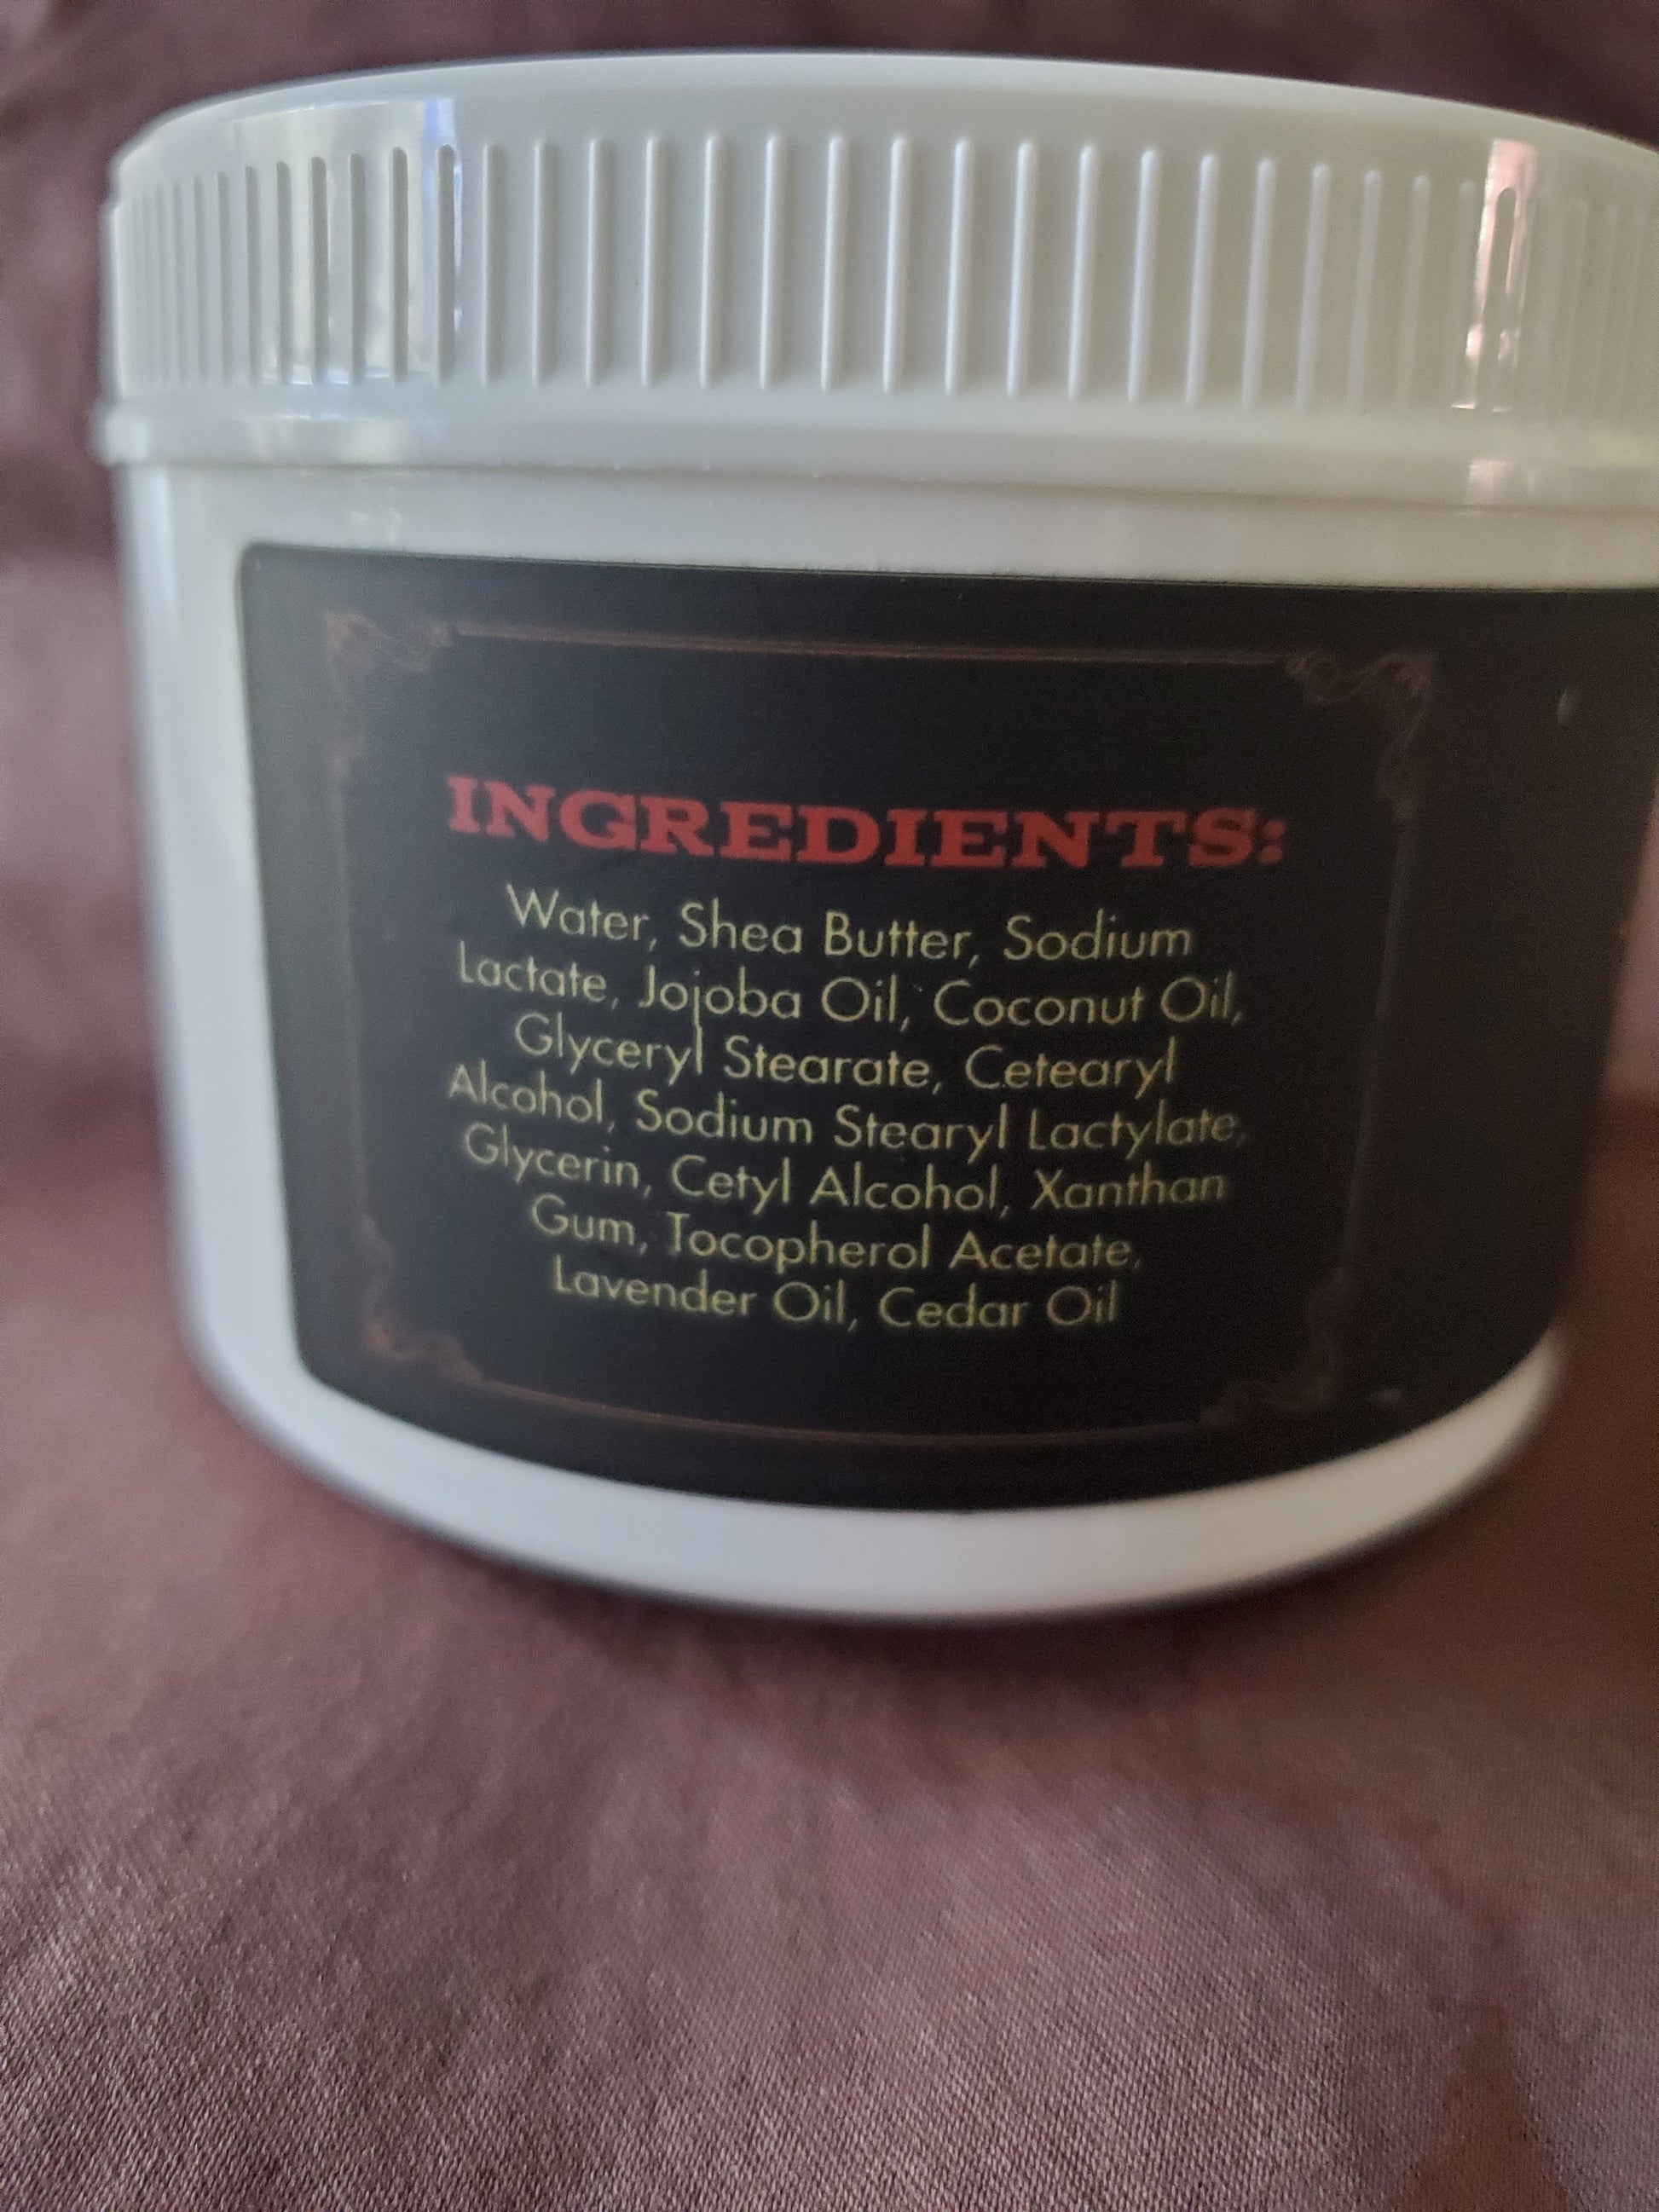 INGREDIENTS:
Water, Shea Butter, Sodium
Lactate, Jojoba Oil, Coconut Oil,
Glyceryl Stearate, Cetearyl
Alcohol, Sodium Stearyl Lactylate,
Glycerin, Cetyl Alcohol, Xanthan
Gum, Tocopherol Acetate,
Lavender Oil, Cedar Oil